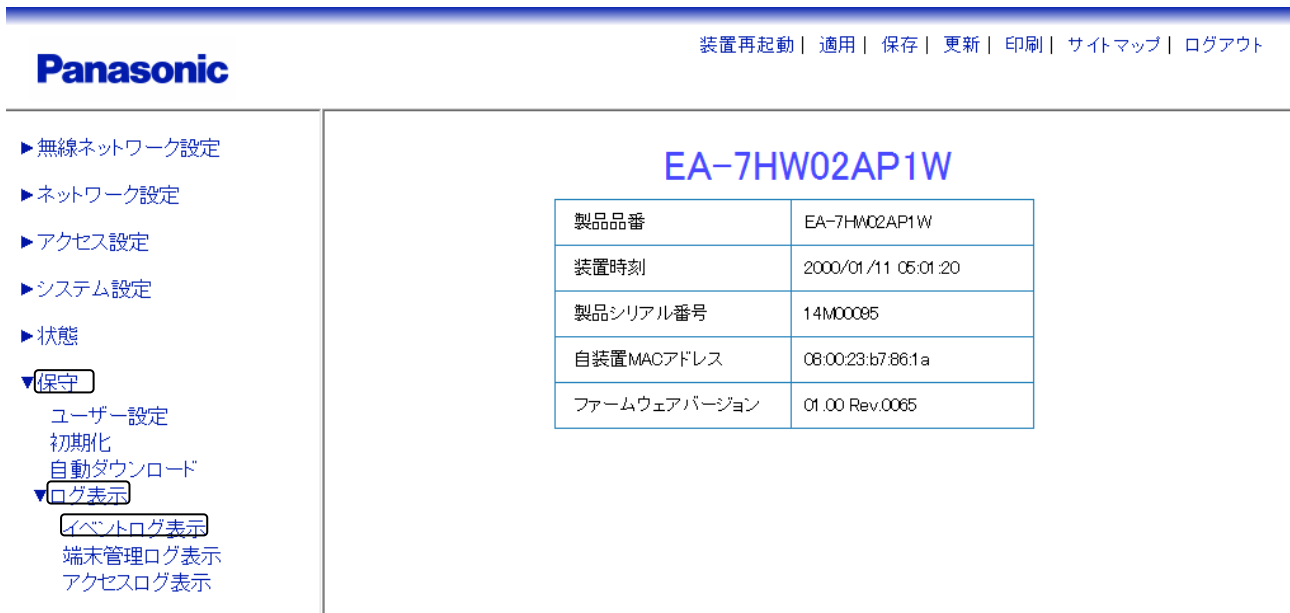 装置再起動| 適用| 保存| 更新| 印刷| サイトマップ| ログアウト
Panasonic
▶無線ネットワーク設定
▶ネットワーク設定
▶アクセス設定
▶システム設定
▶状態
▼保守
ユーザー設定
初期化
自動ダウンロード
▼ログ表示
イベントログ表示
端末管理ログ表示
アクセスログ表示
EA-7HW02AP1W
製品品番 EA-7HW02AP1W
装置時刻 2000/01/11 05:01:20
製品シリアル番号 14M00095
自装置MACアドレス 08:00:23:b7:86:1a
ファームウェアバージョン 01.00 Rev.0065